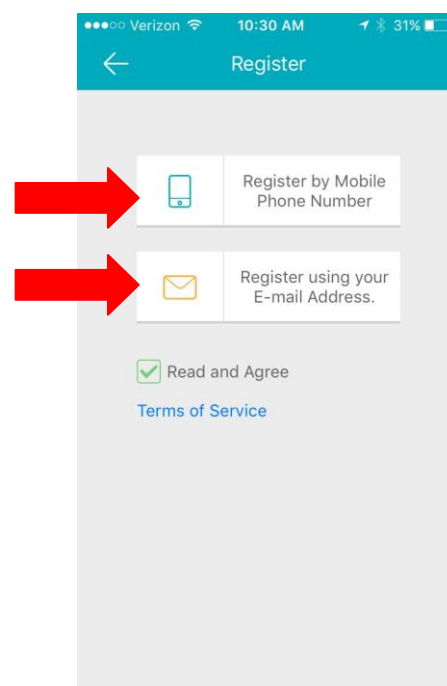 Verizon 10:30 AM 31%
Register
Register by Mobile
Phone Number
Register using your
E-mail Address.
Read and Agree
Terms of Service